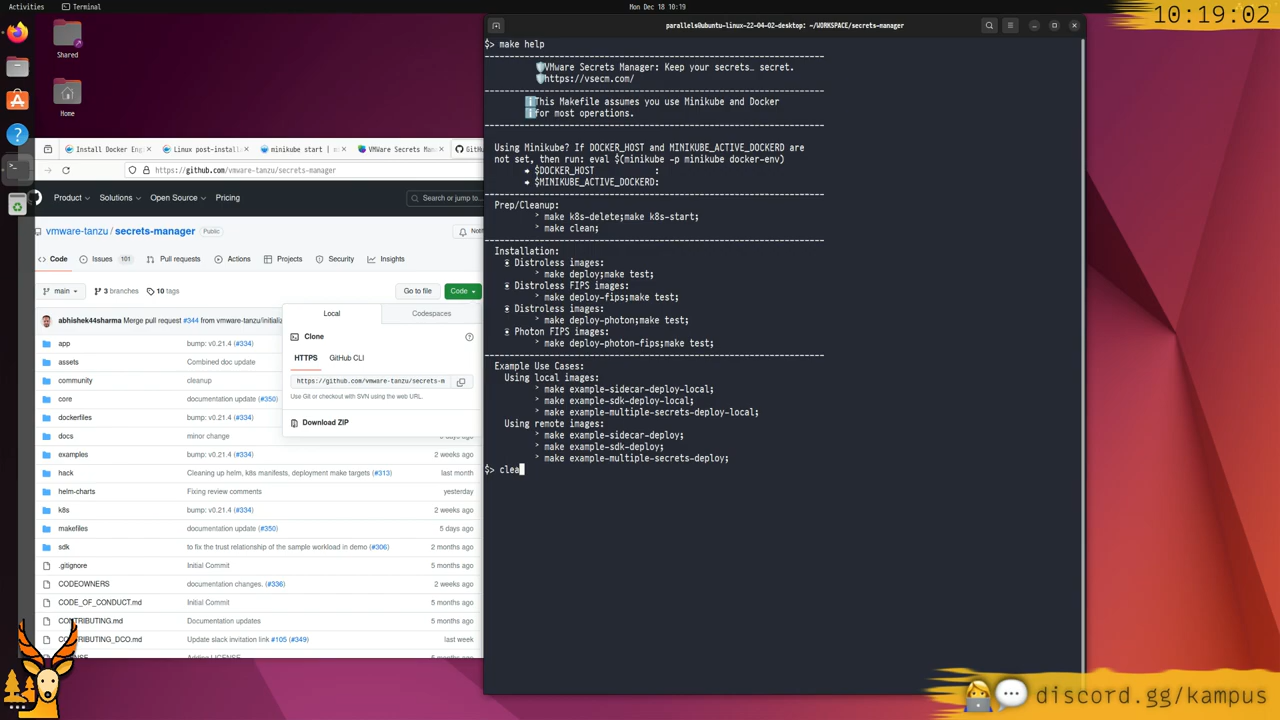 Activities
Terminal
Mon Dec 18 10:19
10:19:02
Shared
Home
parallels@ubuntu-linux-22-04-02-desktop: ~/WORKSPACE/secrets-manager
Install Docker Eng
Linux post-instal
minikube start | m
VMWare Secrets Ma
GitHu
https://github.com/vmware-tanzu/secrets-manager
Product
Solutions
Open Source
Pricing
Search or jump
vmware-tanzu / secrets-manager
Public
Code
Issues 101
Pull requests
Actions
Projects
Security
Insights
main
3 branches
10 tags
Go to file
Code
Local
Codespaces
Clone
HTTPS
GitHub CLI
https://github.com/vmware-tanzu/secrets-m
Use Git or checkout with SVN using the web URL.
Download ZIP
abhishek44sharma Merge pull request #344 from vmware-tanzu/initializ
app bump: v0.21.4 (#334)
assets Combined doc update
community cleanup
core documentation update (#350)
dockerfiles bump: v0.21.4 (#334)
docs minor change
examples bump: v0.21.4 (#334) 2 weeks ago
hack Cleaning up helm, k8s manifests, deployment make targets (#313) last month
helm-charts Fixing review comments yesterday
k8s bump: v0.21.4 (#334) 2 weeks ago
makefiles documentation update (#350) 5 days ago
sdk to fix the trust relationship of the sample workload in demo (#306) 2 months ago
.gitignore Initial Commit 5 months ago
CODEOWNERS documentation changes. (#336) 2 weeks ago
CODE_OF_CONDUCT.md Initial Commit 5 months ago
CONTRIBUTING.md Documentation updates 5 months ago
CONTRIBUTING_DCO.md Update slack invitation link #105 (#349) last week
$> make help
VMware Secrets Manager: Keep your secrets… secret.
https://vsecm.com/
This Makefile assumes you use Minikube and Docker
for most operations.
Using Minikube? If DOCKER_HOST and MINIKUBE_ACTIVE_DOCKERD are
not set, then run: eval $(minikube -p minikube docker-env)
$DOCKER_HOST :
$MINIKUBE_ACTIVE_DOCKERD:
Prep/Cleanup:
˃ make k8s-delete;make k8s-start;
˃ make clean;
Installation:
Distroless images:
˃ make deploy;make test;
Distroless FIPS images:
˃ make deploy-fips;make test;
Distroless images:
˃ make deploy-photon;make test;
Photon FIPS images:
˃ make deploy-photon-fips;make test;
Example Use Cases:
Using local images:
˃ make example-sidecar-deploy-local;
˃ make example-sdk-deploy-local;
˃ make example-multiple-secrets-deploy-local;
Using remote images:
˃ make example-sidecar-deploy;
˃ make example-sdk-deploy;
˃ make example-multiple-secrets-deploy;
$> clea
discord.gg/kampus